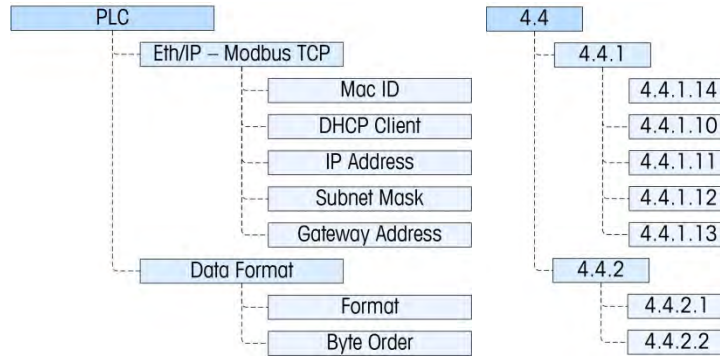 PLC 4.4
Eth/IP – Modbus TCP 4.4.1
Mac ID 4.4.1.14
DHCP Client 4.4.1.10
IP Address 4.4.1.11
Subnet Mask 4.4.1.12
Gateway Address 4.4.1.13
Data Format 4.4.2
Format 4.4.2.1
Byte Order 4.4.2.2